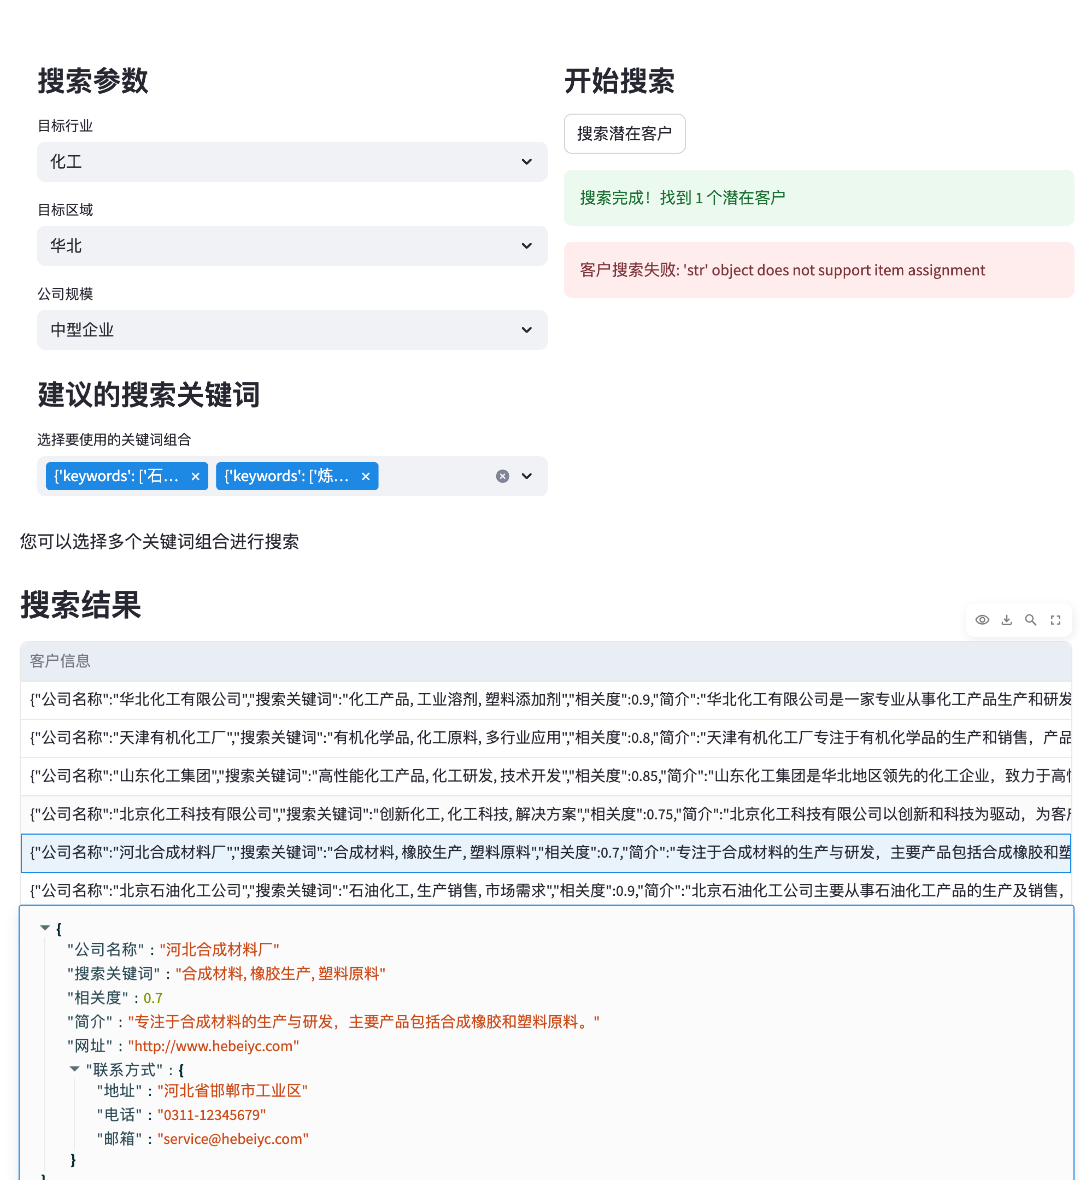 搜索参数
目标行业
化工
目标区域
华北
公司规模
中型企业
建议的搜索关键词
选择要使用的关键词组合
{'keywords': ['石... × {'keywords': ['炼... ×
开始搜索
搜索潜在客户
搜索完成！找到 1 个潜在客户
客户搜索失败: 'str' object does not support item assignment
您可以选择多个关键词组合进行搜索
搜索结果
客户信息
{"公司名称":"华北化工有限公司","搜索关键词":"化工产品, 工业溶剂, 塑料添加剂","相关度":0.9,"简介":"华北化工有限公司是一家专业从事化工产品生产和研发
{"公司名称":"天津有机化工厂","搜索关键词":"有机化学品, 化工原料, 多行业应用","相关度":0.8,"简介":"天津有机化工厂专注于有机化学品的生产和销售，产品
{"公司名称":"山东化工集团","搜索关键词":"高性能化工产品, 化工研发, 技术开发","相关度":0.85,"简介":"山东化工集团是华北地区领先的化工企业，致力于高性
{"公司名称":"北京化工科技有限公司","搜索关键词":"创新化工, 化工科技, 解决方案","相关度":0.75,"简介":"北京化工科技有限公司以创新和科技为驱动，为客户
{"公司名称":"河北合成材料厂","搜索关键词":"合成材料, 橡胶生产, 塑料原料","相关度":0.7,"简介":"专注于合成材料的生产与研发，主要产品包括合成橡胶和塑
{"公司名称":"北京石油化工公司","搜索关键词":"石油化工, 生产销售, 市场需求","相关度":0.9,"简介":"北京石油化工公司主要从事石油化工产品的生产及销售，
{
"公司名称" : "河北合成材料厂"
"搜索关键词" : "合成材料, 橡胶生产, 塑料原料"
"相关度" : 0.7
"简介" : "专注于合成材料的生产与研发，主要产品包括合成橡胶和塑料原料。"
"网址" : "http://www.hebeiyc.com"
"联系方式" : {
"地址" : "河北省邯郸市工业区"
"电话" : "0311-12345679"
"邮箱" : "service@hebeiyc.com"
}